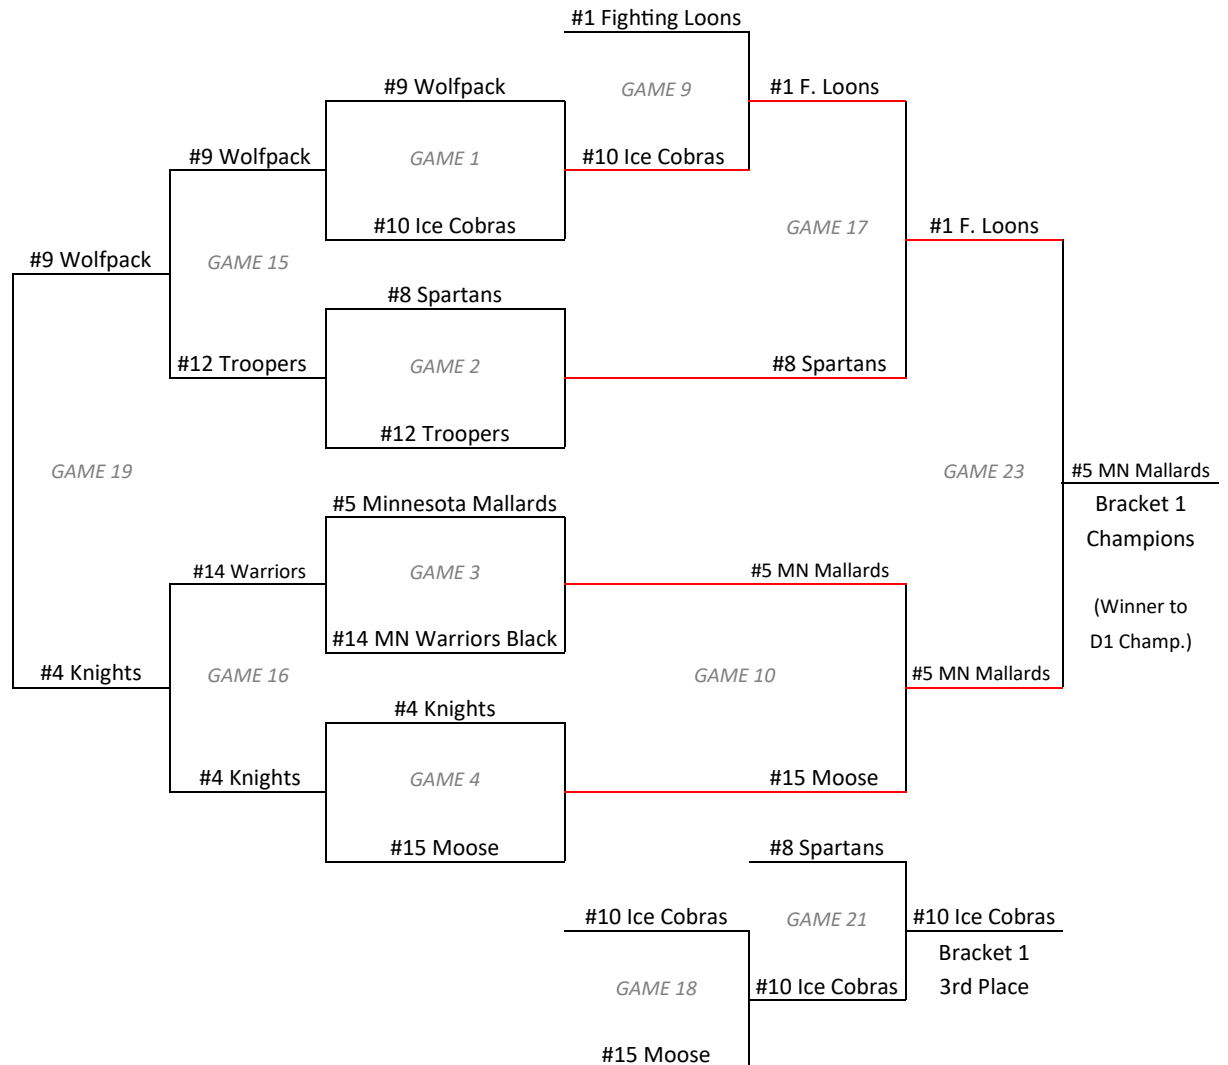 #1 Fighting Loons
#9 Wolfpack
GAME 9
#1 F. Loons
#9 Wolfpack
GAME 1
#10 Ice Cobras
#10 Ice Cobras
GAME 17
#1 F. Loons
#9 Wolfpack
GAME 15
#8 Spartans
#12 Troopers
GAME 2
#8 Spartans
#12 Troopers
GAME 19
GAME 23
#5 MN Mallards
Bracket 1
Champions
(Winner to
D1 Champ.)
#5 Minnesota Mallards
#14 Warriors
GAME 3
#5 MN Mallards
#14 MN Warriors Black
#4 Knights
GAME 16
GAME 10
#5 MN Mallards
#4 Knights
#4 Knights
GAME 4
#15 Moose
#15 Moose
#8 Spartans
#10 Ice Cobras
GAME 21
#10 Ice Cobras
Bracket 1
3rd Place
GAME 18
#10 Ice Cobras
#15 Moose